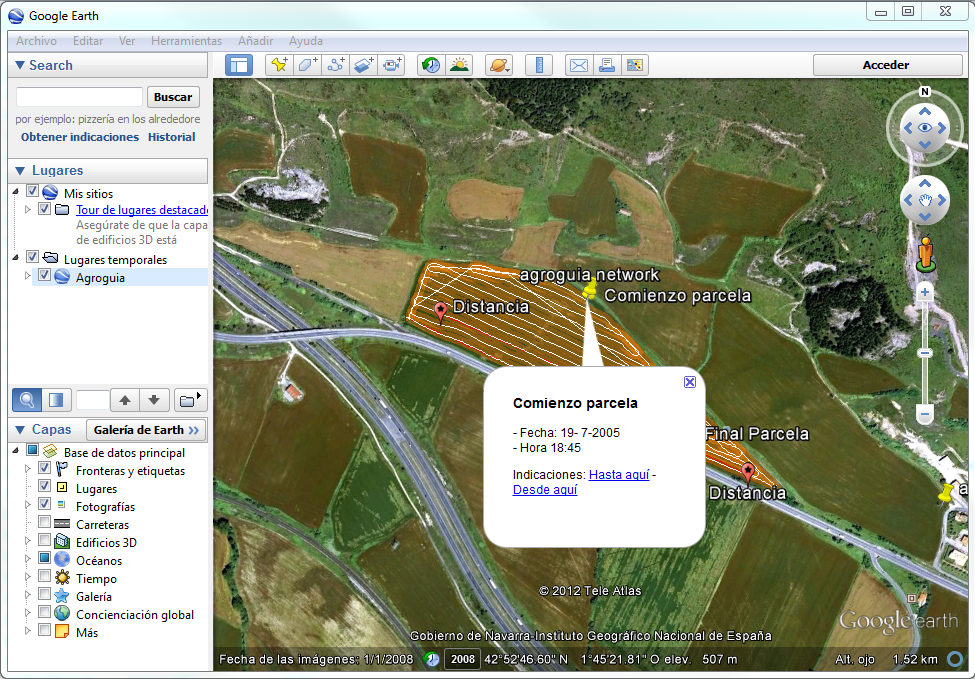 Google Earth
Archivo Editar Ver Herramientas Añadir Ayuda
Search
Buscar
por ejemplo: pizzería en los alrededore
Obtener indicaciones Historial
Lugares
Mis sitios
Tour de lugares destacado
Asegúrate de que la capa
de edificios 3D está
Lugares temporales
Agroguia
Capas
Galería de Earth »
Base de datos principal
Fronteras y etiquetas
Lugares
Fotografías
Carreteras
Edificios 3D
Océanos
Tiempo
Galería
Concienciación global
Más
Acceder
N
agroguia network
Comienzo parcela
Distancia
Comienzo parcela
- Fecha: 19- 7-2005
- Hora 18:45
Indicaciones: Hasta aquí -
Desde aquí
Final Parcela
Distancia
a
© 2012 Tele Atlas
Google earth
Gobierno de Navarra-Instituto Geográfico Nacional de España
Fecha de las imágenes: 1/1/2008 2008 42°52'46.60" N 1°45'21.81" O elev. 507 m Alt. ojo 1.52 km